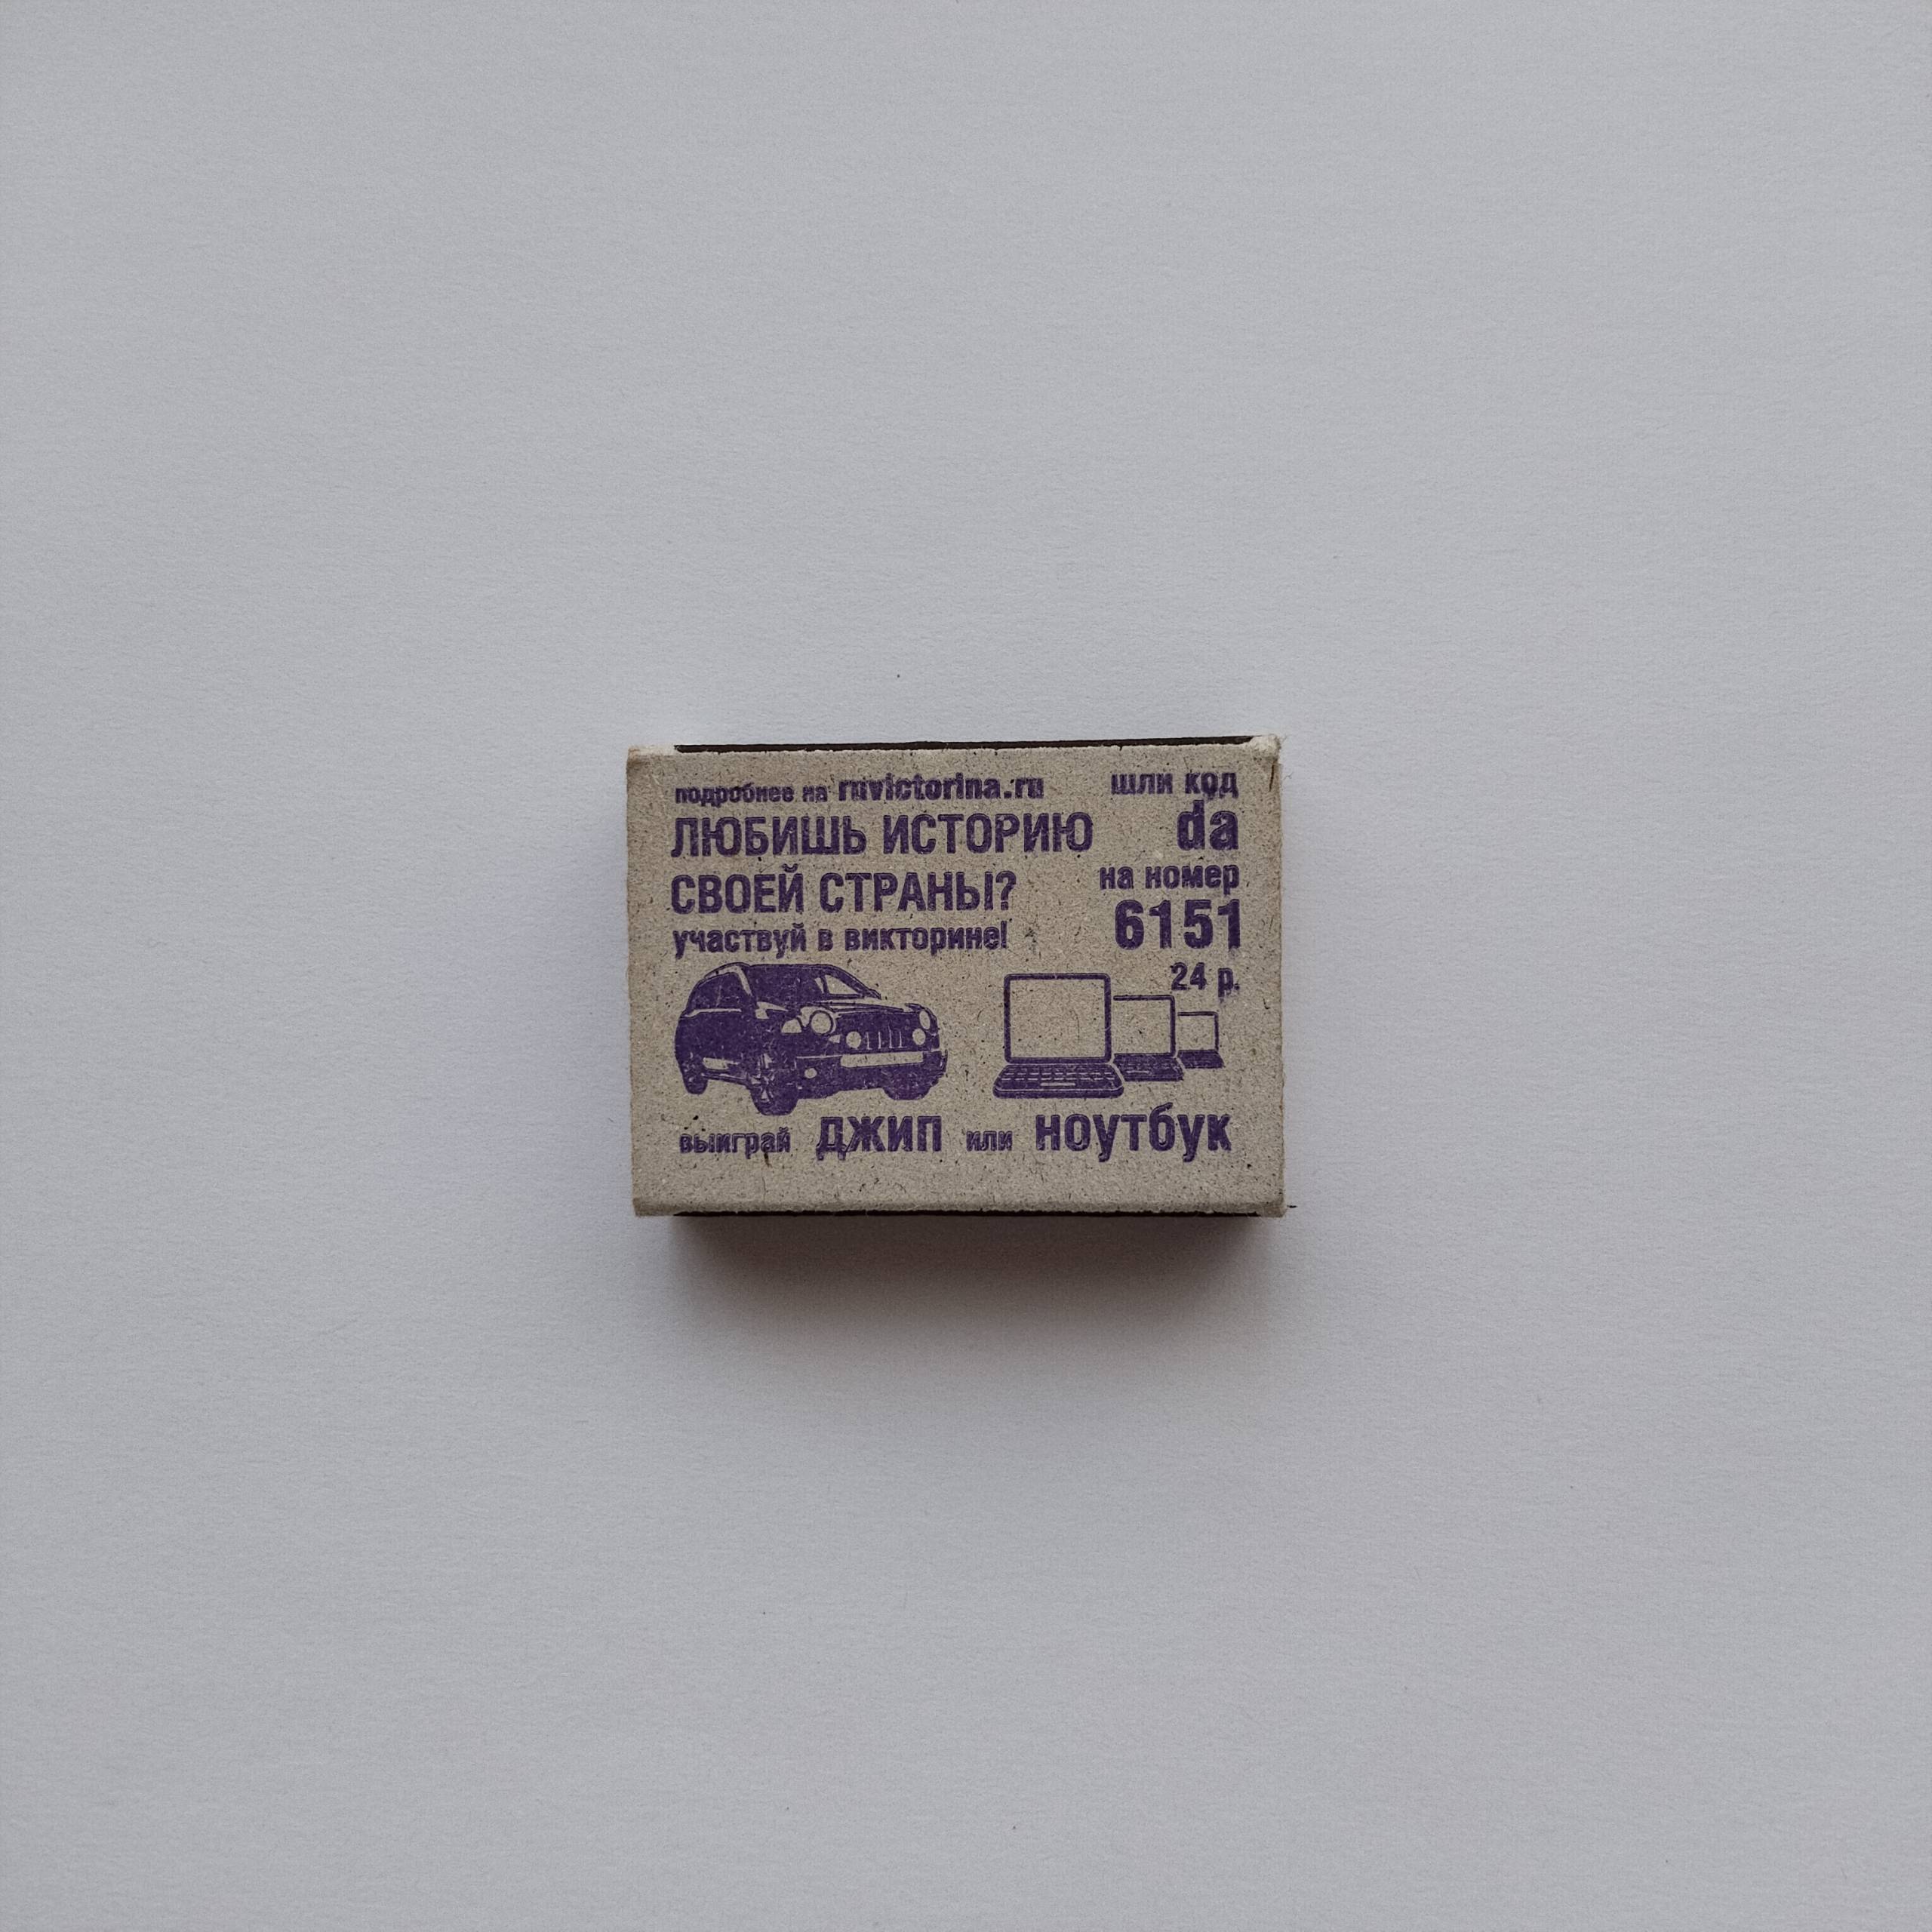 подробнее на ruvictorina.ru
ЛЮБИШЬ ИСТОРИЮ
СВОЕЙ СТРАНЫ?
участвуй в викторине!
шли код
da
на номер
6151
24 р.
выиграй ДЖИП или НОУТБУК